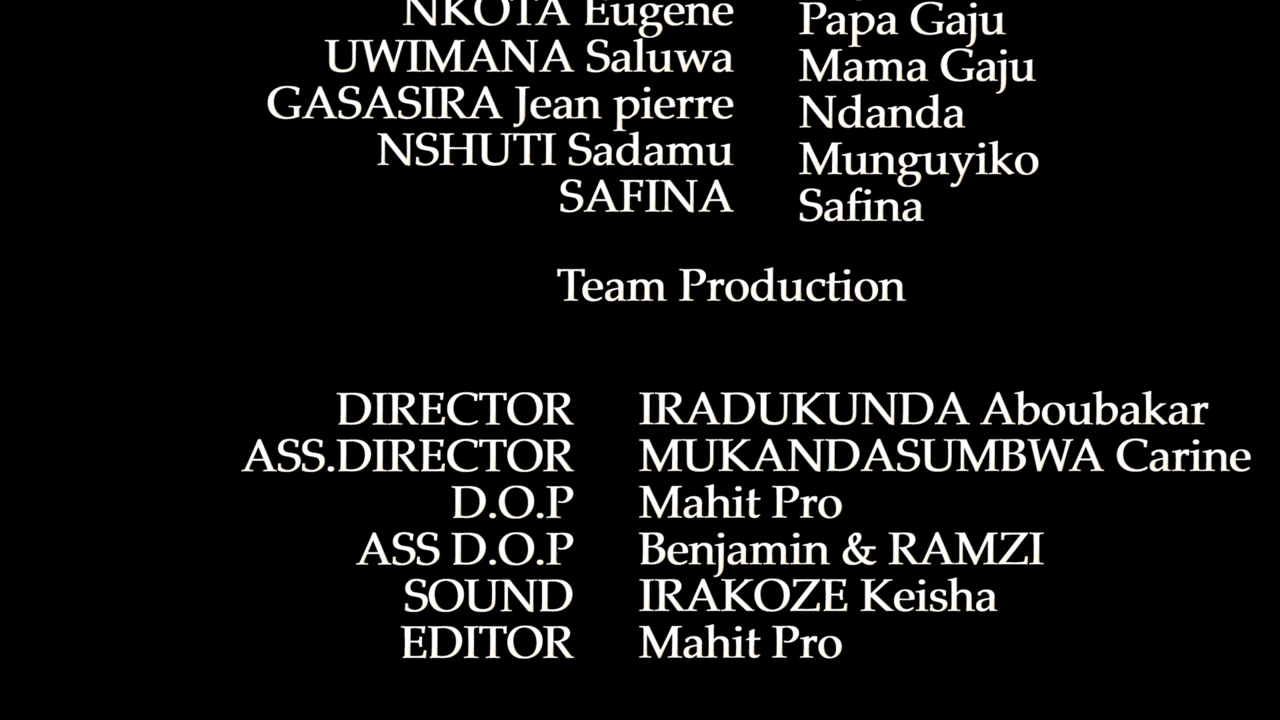 NKOTA Eugene Papa Gaju
UWIMANA Saluwa Mama Gaju
GASASIRA Jean pierre Ndanda
NSHUTI Sadamu Munguyiko
SAFINA Safina
Team Production
DIRECTOR IRADUKUNDA Aboubakar
ASS.DIRECTOR MUKANDASUMBWA Carine
D.O.P Mahit Pro
ASS D.O.P Benjamin & RAMZI
SOUND IRAKOZE Keisha
EDITOR Mahit Pro